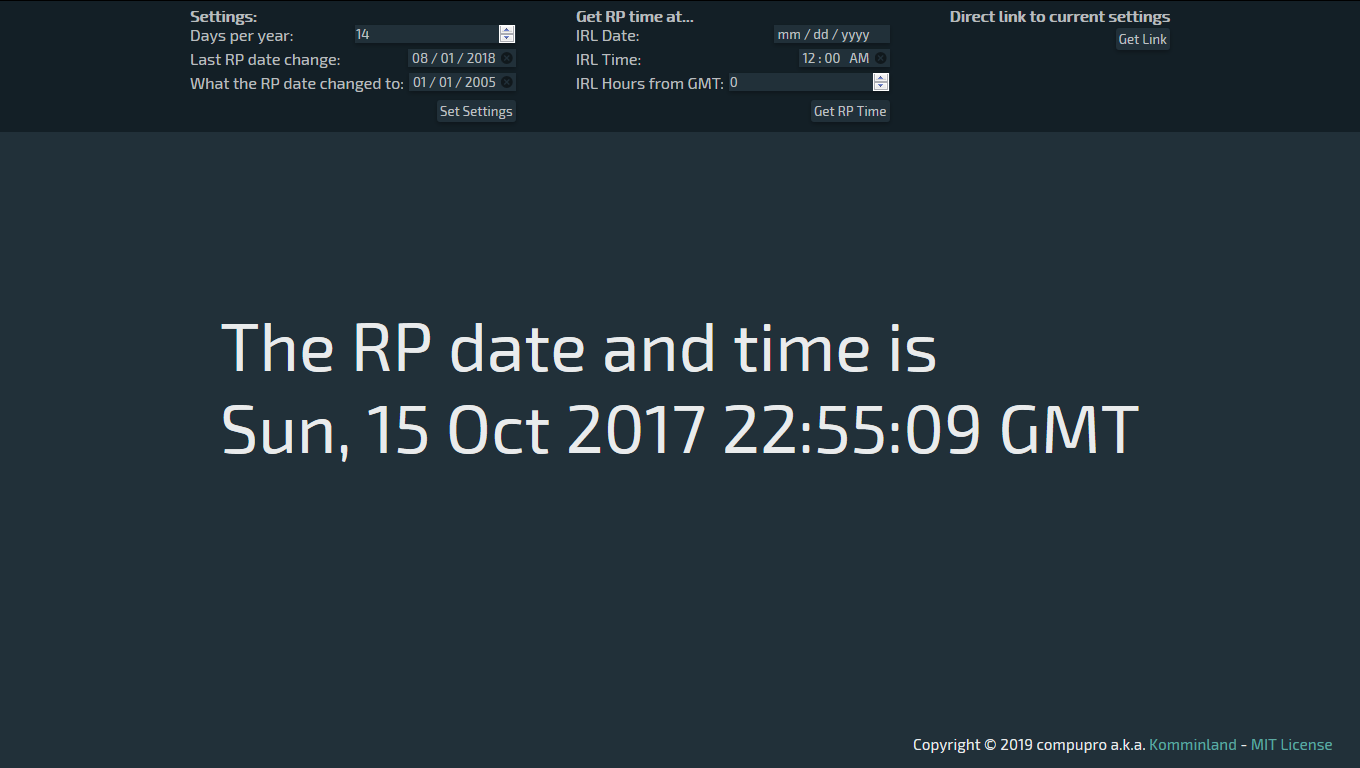 Settings:
Days per year: 14
Last RP date change: 08 / 01 / 2018
What the RP date changed to: 01 / 01 / 2005
Set Settings
Get RP time at...
IRL Date: mm / dd / yyyy
IRL Time: 12 : 00 AM
IRL Hours from GMT: 0
Get RP Time
Direct link to current settings
Get Link
The RP date and time is
Sun, 15 Oct 2017 22:55:09 GMT
Copyright © 2019 compupro a.k.a. Komminland - MIT License